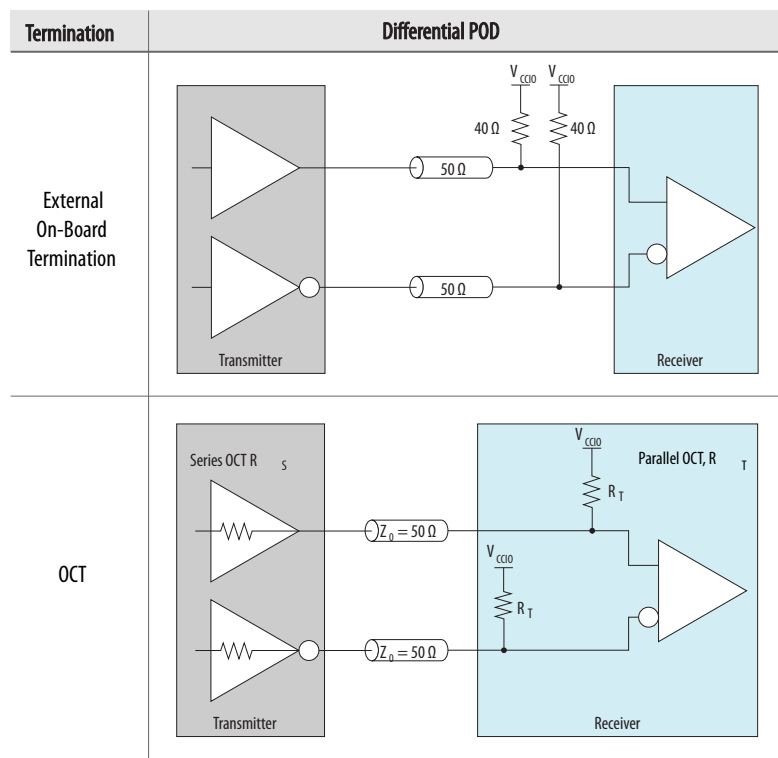 Termination
Differential POD
External
On-Board
Termination
V CCIO
V CCIO
40 Ω
40 Ω
50 Ω
50 Ω
Transmitter
Receiver
OCT
Series OCT R S
V CCIO
Parallel OCT, R T
R T
Z 0 = 50 Ω
V CCIO
R T
Z 0 = 50 Ω
Transmitter
Receiver